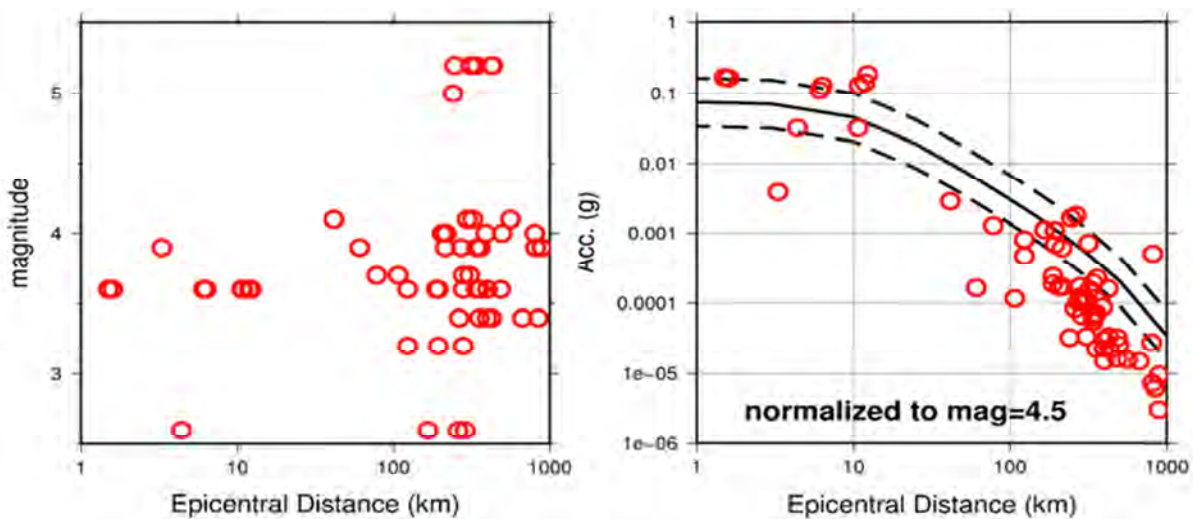 magnitude
5
4
3
1
10
100
1000
Epicentral Distance (km)
Acc. (g)
1
0.1
0.01
0.001
0.0001
1e-05
1e-06
normalized to mag=4.5
1
10
100
1000
Epicentral Distance (km)